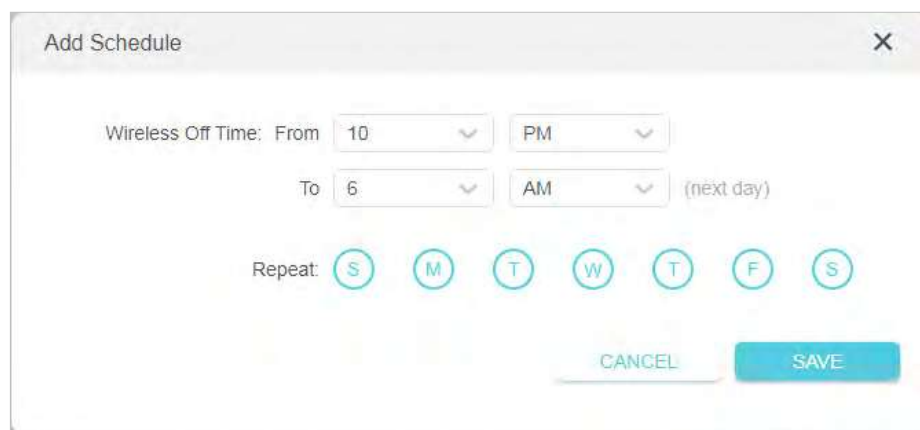 Add Schedule
Wireless Off Time: From 10 PM
To 6 AM (next day)
Repeat: S M T W T F S
CANCEL SAVE